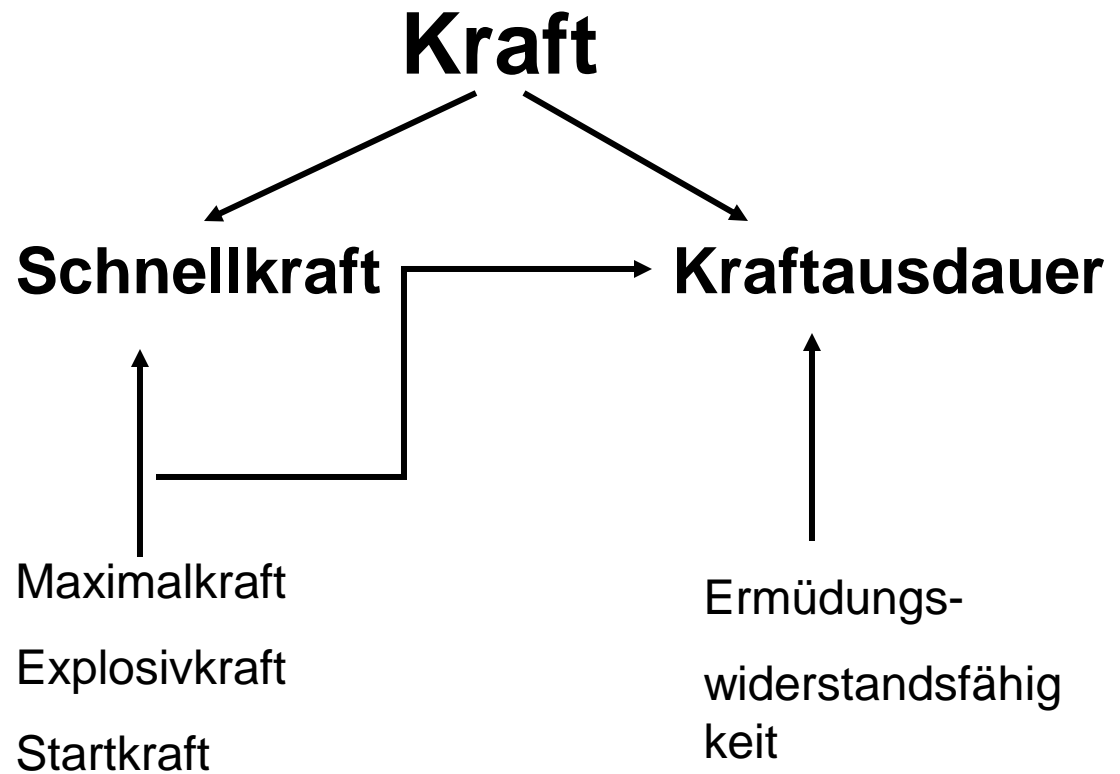 Kraft
Schnellkraft
Kraftausdauer
Maximalkraft
Explosivkraft
Startkraft
Ermüdungs-
widerstandsfähig
keit